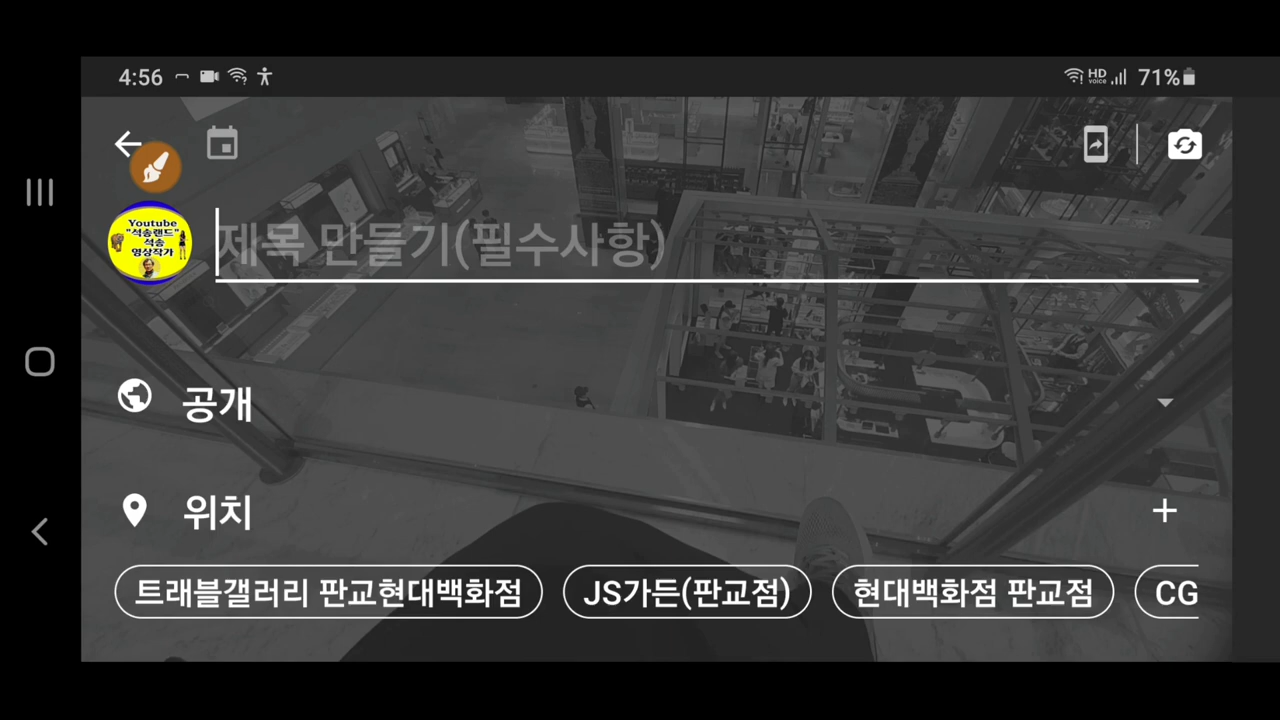 4:56
HD voice 71%
Youtube
"석송랜드"
석송
영상작가
제목 만들기(필수사항)
공개
위치
트래블갤러리 판교현대백화점 JS가든(판교점) 현대백화점 판교점 CG